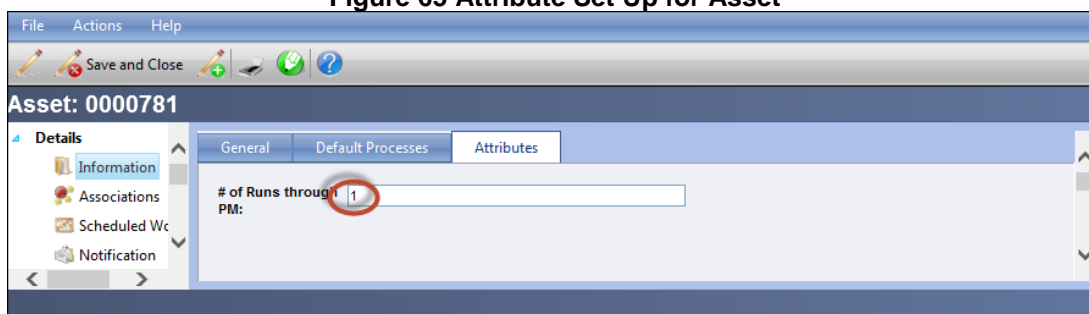 Figure 65 Attribute Set Up for Asset
File Actions Help
Save and Close
Asset: 0000781
Details
Information
Associations
Scheduled Wo
Notification
General Default Processes Attributes
# of Runs through 1
PM: